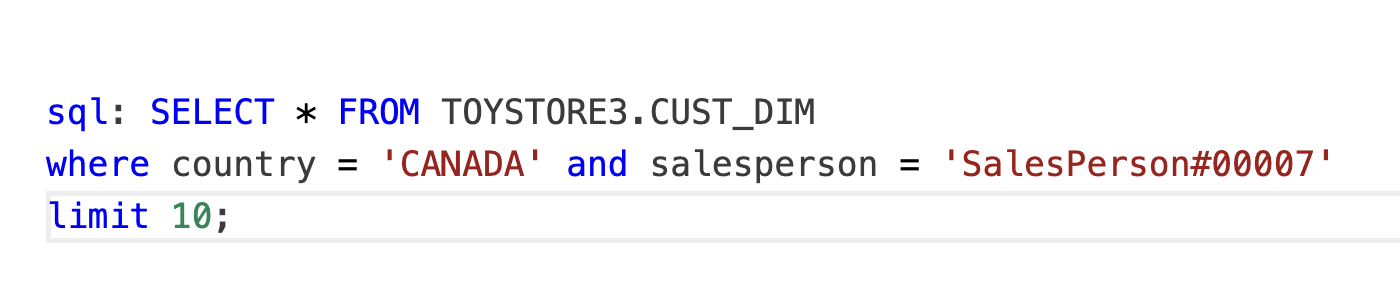 sql: SELECT * FROM TOYSTORE3.CUST_DIM
where country = 'CANADA' and salesperson = 'SalesPerson#00007'
limit 10;